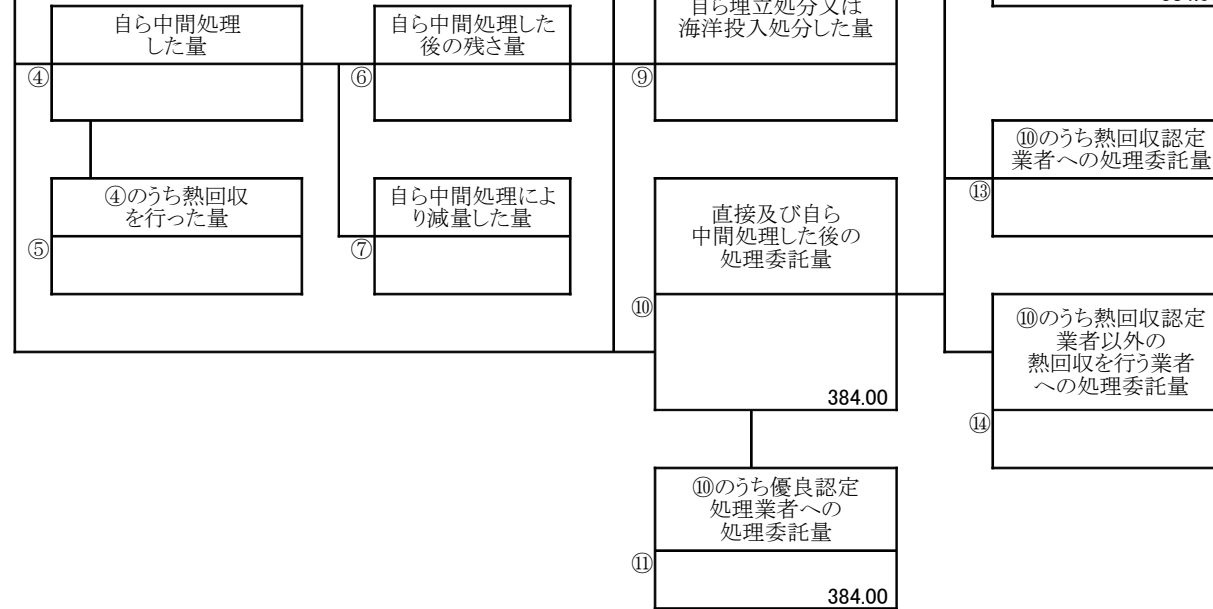 自ら中間処理
した量
④
自ら中間処理した
後の残さ量
⑥
自ら埋立処分又は
海洋投入処分した量
⑨
⑩のうち熱回収認定
業者への処理委託量
⑬
④のうち熱回収
を行った量
⑤
自ら中間処理によ
り減量した量
⑦
直接及び自ら
中間処理した後の
処理委託量
⑩
384.00
⑩のうち熱回収認定
業者以外の
熱回収を行う業者
への処理委託量
⑭
⑩のうち優良認定
処理業者への
処理委託量
⑪
384.00